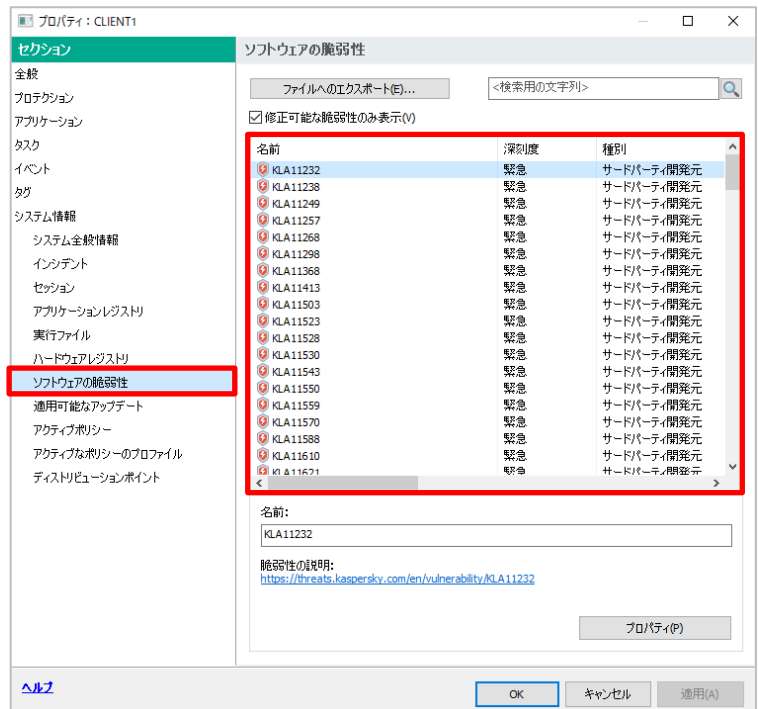 プロパティ：CLIENT1
セクション
全般
プロテクション
アプリケーション
タスク
イベント
タグ
システム情報
システム全般情報
インシデント
セッション
アプリケーションレジストリ
実行ファイル
ハードウェアレジストリ
ソフトウェアの脆弱性
適用可能なアップデート
アクティブポリシー
アクティブなポリシーのプロファイル
ディストリビューションポイント
ソフトウェアの脆弱性
ファイルへのエクスポート(E)... <検索用の文字列>
修正可能な脆弱性のみ表示(V)
名前 深刻度 種別
KLA11232 緊急 サードパーティ開発元
KLA11238 緊急 サードパーティ開発元
KLA11249 緊急 サードパーティ開発元
KLA11257 緊急 サードパーティ開発元
KLA11268 緊急 サードパーティ開発元
KLA11298 緊急 サードパーティ開発元
KLA11368 緊急 サードパーティ開発元
KLA11413 緊急 サードパーティ開発元
KLA11503 緊急 サードパーティ開発元
KLA11523 緊急 サードパーティ開発元
KLA11528 緊急 サードパーティ開発元
KLA11530 緊急 サードパーティ開発元
KLA11543 緊急 サードパーティ開発元
KLA11550 緊急 サードパーティ開発元
KLA11559 緊急 サードパーティ開発元
KLA11570 緊急 サードパーティ開発元
KLA11588 緊急 サードパーティ開発元
KLA11610 緊急 サードパーティ開発元
KLA11621 緊急 サードパーティ開発元
名前:
KLA11232
脆弱性の説明:
https://threats.kaspersky.com/en/vulnerability/KLA11232
プロパティ(P)
ヘルプ
OK キャンセル 適用(A)